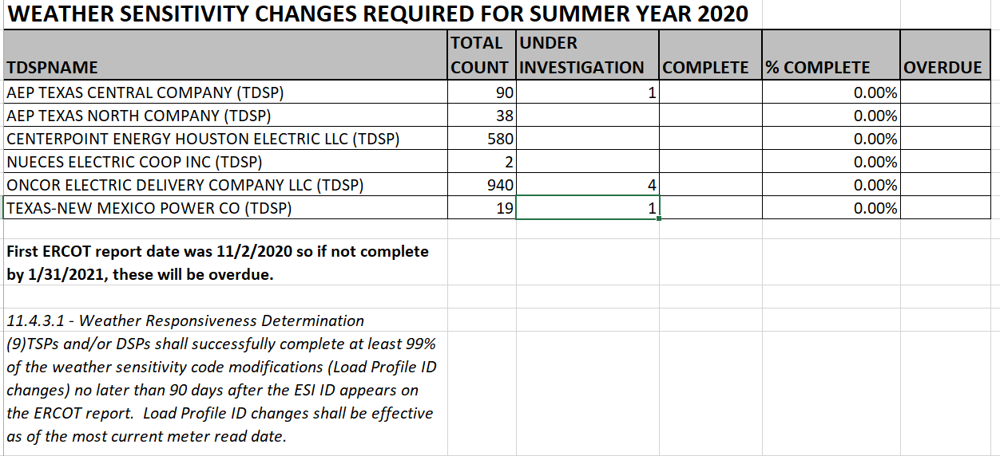 WEATHER SENSITIVITY CHANGES REQUIRED FOR SUMMER YEAR 2020
TDSPNAME TOTAL COUNT UNDER INVESTIGATION COMPLETE % COMPLETE OVERDUE
AEP TEXAS CENTRAL COMPANY (TDSP) 90 1 0.00%
AEP TEXAS NORTH COMPANY (TDSP) 38 0.00%
CENTERPOINT ENERGY HOUSTON ELECTRIC LLC (TDSP) 580 0.00%
NUECES ELECTRIC COOP INC (TDSP) 2 0.00%
ONCOR ELECTRIC DELIVERY COMPANY LLC (TDSP) 940 4 0.00%
TEXAS-NEW MEXICO POWER CO (TDSP) 19 1 0.00%
First ERCOT report date was 11/2/2020 so if not complete
by 1/31/2021, these will be overdue.
11.4.3.1 - Weather Responsiveness Determination
(9)TSPs and/or DSPs shall successfully complete at least 99%
of the weather sensitivity code modifications (Load Profile ID
changes) no later than 90 days after the ESI ID appears on
the ERCOT report.  Load Profile ID changes shall be effective
as of the most current meter read date.